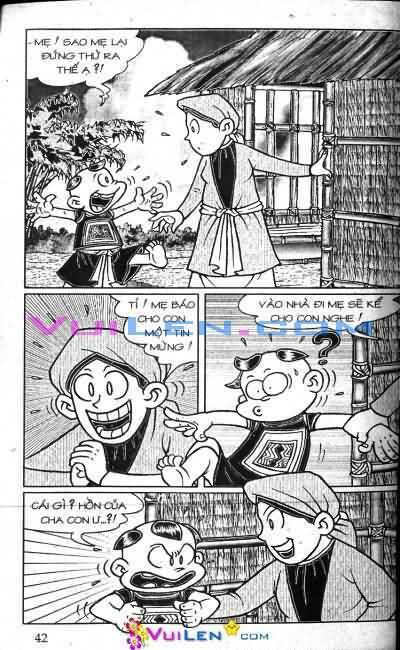 -MẸ! SAO MẸ LẠI
ĐỨNG THỪ RA
THẾ Ạ?!
TÍ! MẸ BÁO
CHO CON
MỘT TIN
MỪNG!
VÀO NHÀ ĐI MẸ SẼ KỂ
CHO CON NGHE!
?
VuiLen.com
CÁI GÌ? HỒN CỦA
CHA CON Ư...?!
42
VuiLen.com